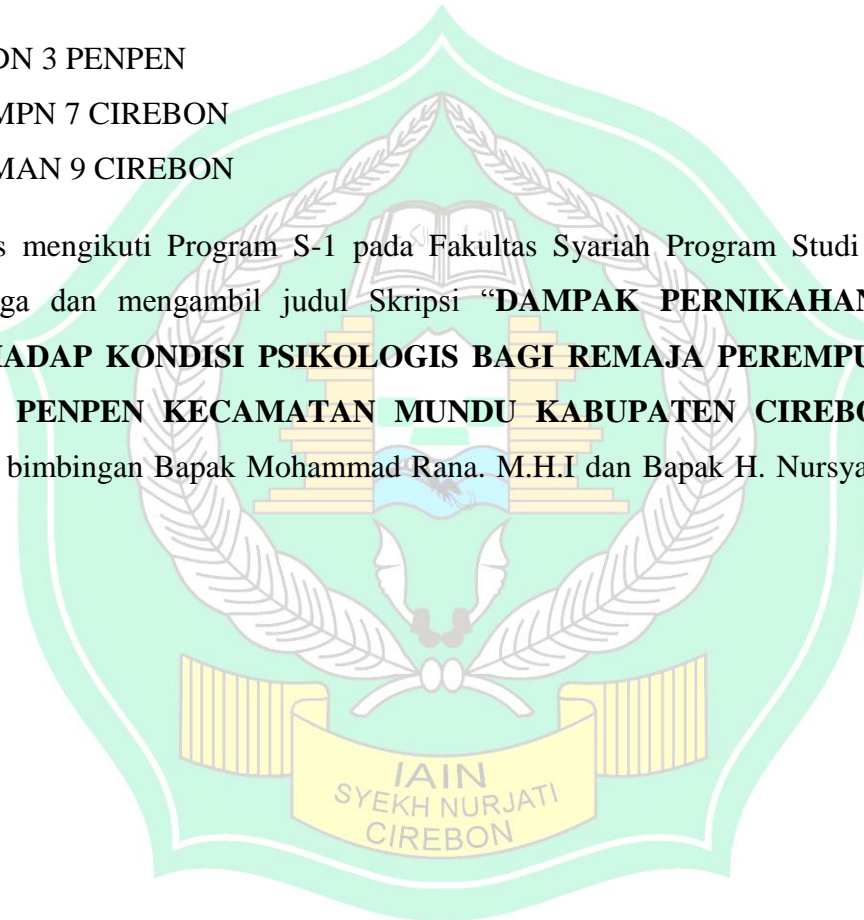 DN 3 PENPEN
MPN 7 CIREBON
MAN 9 CIREBON
s mengikuti Program S-1 pada Fakultas Syariah Program Studi
ga dan mengambil judul Skripsi “DAMPAK PERNIKAHAN
HADAP KONDISI PSIKOLOGIS BAGI REMAJA PEREMPU
PENPEN KECAMATAN MUNDU KABUPATEN CIREBO
bimbingan Bapak Mohammad Rana. M.H.I dan Bapak H. Nursya
IAIN
SYEKH NURJATI
CIREBON